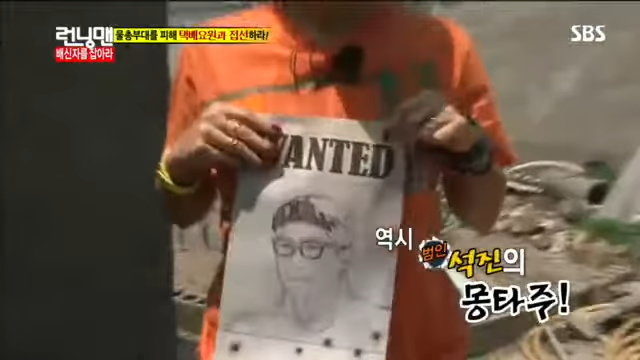 런닝맨
배신자를 잡아라
물총부대를 피해 택배요원과 접선하라!
SBS
WANTED
역시
범인
석진의
몽타주!